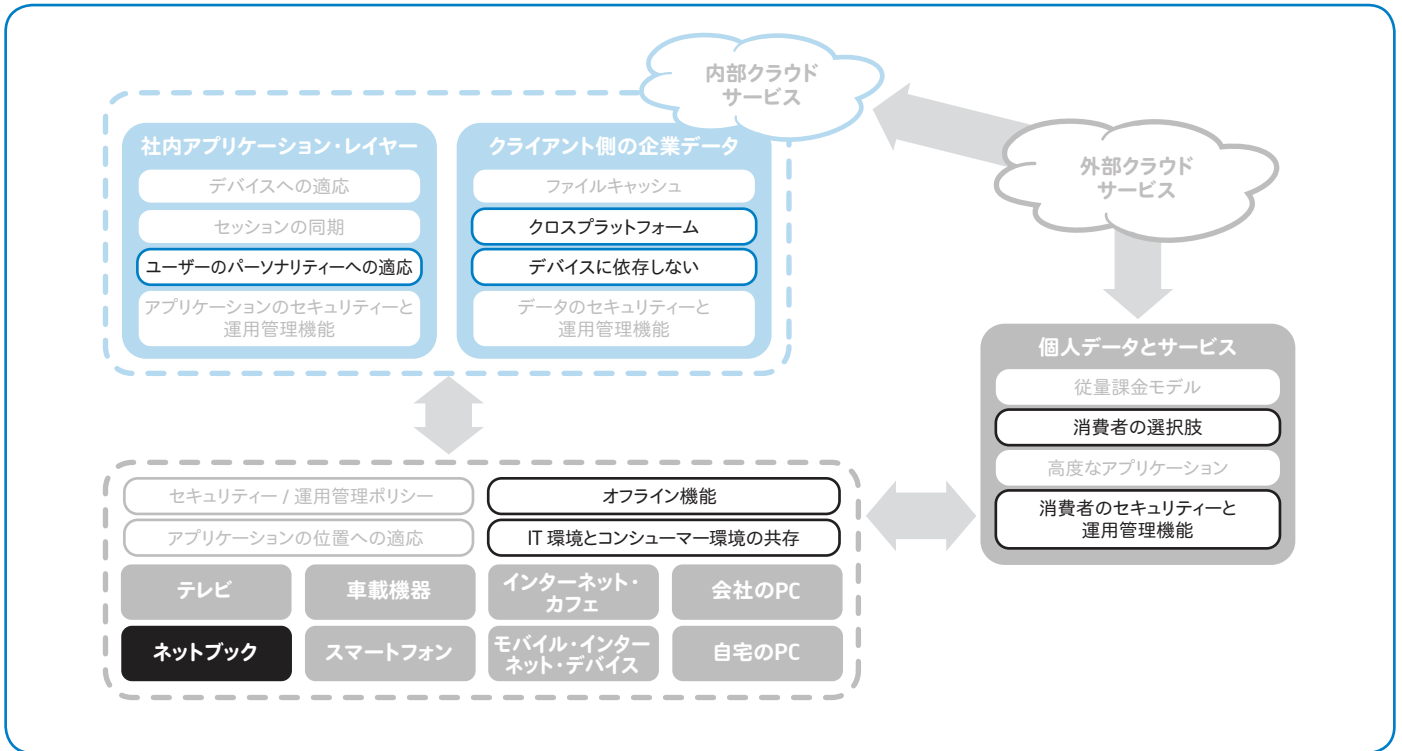 内部クラウド
サービス
外部クラウド
サービス
社内アプリケーション・レイヤー
デバイスへの適応
セッションの同期
ユーザーのパーソナリティーへの適応
アプリケーションのセキュリティーと
運用管理機能
クライアント側の企業データ
ファイルキャッシュ
クロスプラットフォーム
デバイスに依存しない
データのセキュリティーと
運用管理機能
個人データとサービス
従量課金モデル
消費者の選択肢
高度なアプリケーション
消費者のセキュリティーと
運用管理機能
セキュリティー / 運用管理ポリシー
オフライン機能
アプリケーションの位置への適応
IT 環境とコンシューマー環境の共存
テレビ
車載機器
インターネット・
カフェ
会社のPC
ネットブック
スマートフォン
モバイル・インター
ネット・デバイス
自宅のPC